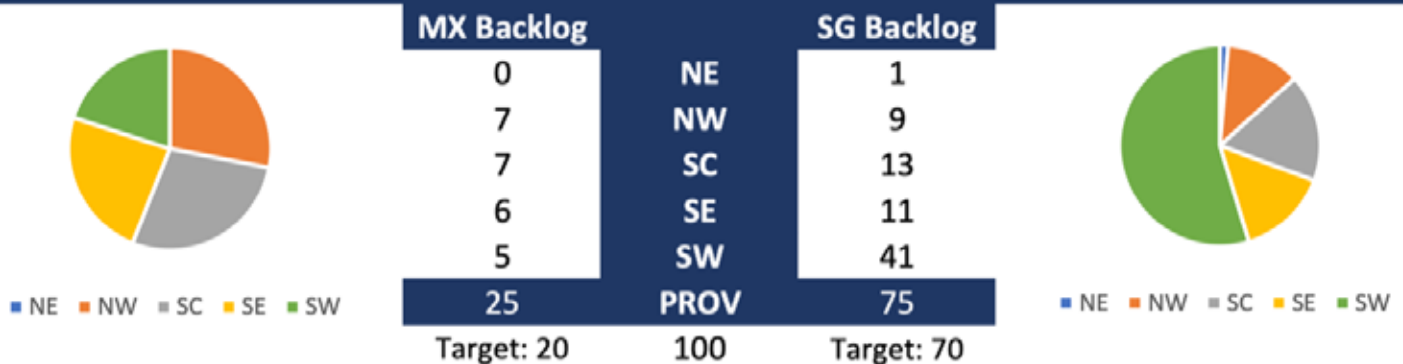 MX Backlog SG Backlog
0 NE 1
7 NW 9
7 SC 13
6 SE 11
5 SW 41
NE NW SC SE SW
25 PROV 75
NE NW SC SE SW
Target: 20 100 Target: 70